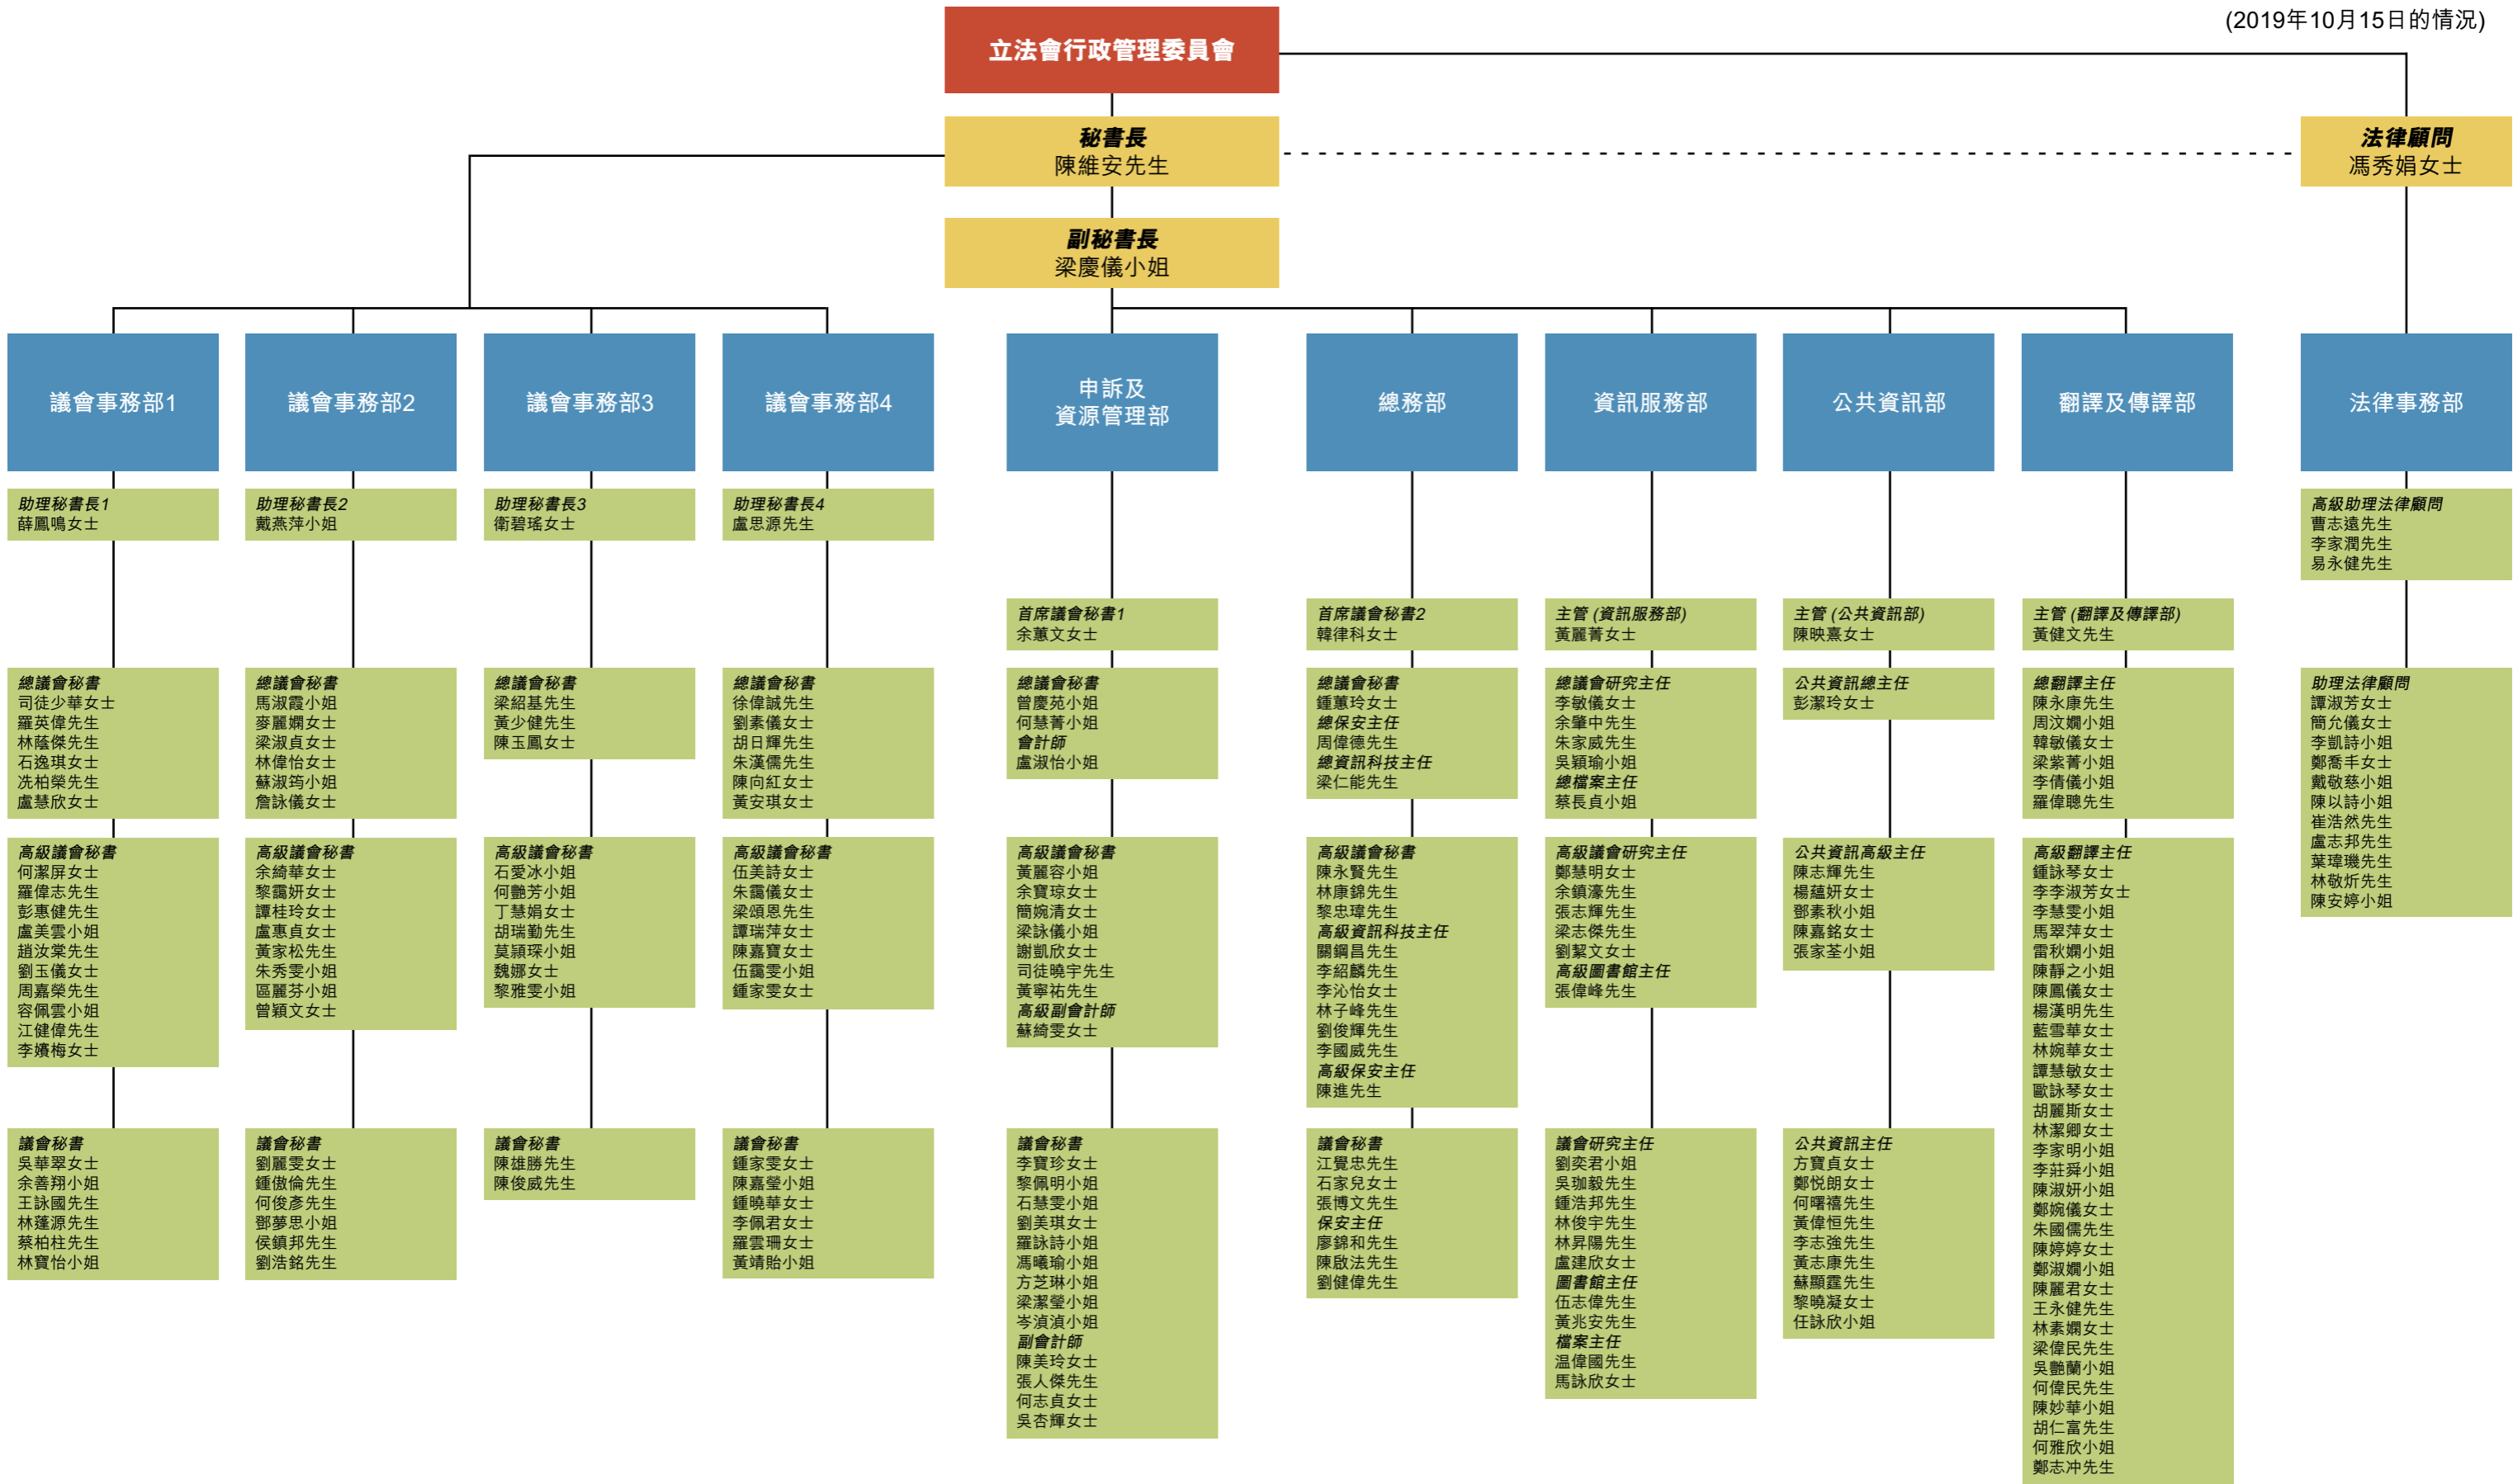 (2019年10月15日的情況)
立法會行政管理委員會
秘書長
陳維安先生
法律顧問
馮秀娟女士
副秘書長
梁慶儀小姐
議會事務部1
議會事務部2
議會事務部3
議會事務部4
申訴及
資源管理部
總務部
資訊服務部
公共資訊部
翻譯及傳譯部
法律事務部
助理秘書長1
薛鳳鳴女士
總議會秘書
司徒少華女士
羅英偉先生
林蔭傑先生
石逸琪女士
冼柏榮先生
盧慧欣女士
高級議會秘書
何潔屏女士
羅偉志先生
彭惠健先生
盧美雲小姐
趙汝棠先生
劉玉儀女士
周嘉榮先生
容佩雲小姐
江健偉先生
李嬪梅女士
議會秘書
吳華翠女士
余善翔小姐
王詠國先生
林蓬源先生
蔡柏柱先生
林寶怡小姐
助理秘書長2
戴燕萍小姐
總議會秘書
馬淑霞小姐
麥麗嫻女士
梁淑貞女士
林偉怡女士
蘇淑筠小姐
詹詠儀女士
高級議會秘書
余綺華女士
黎靄妍女士
譚桂玲女士
盧惠貞女士
黃家松先生
朱秀雯小姐
區麗芬小姐
曾穎文女士
議會秘書
劉麗雯女士
鍾傲倫先生
何俊彥先生
鄧夢思小姐
侯鎮邦先生
劉浩銘先生
助理秘書長3
衛碧瑤女士
總議會秘書
梁紹基先生
黃少健先生
陳玉鳳女士
高級議會秘書
石愛冰小姐
何艷芳小姐
丁慧娟女士
胡瑞勤先生
莫穎琛小姐
魏娜女士
黎雅雯小姐
議會秘書
陳雄勝先生
陳俊威先生
助理秘書長4
盧思源先生
總議會秘書
徐偉誠先生
劉素儀女士
胡日輝先生
朱漢儒先生
陳向紅女士
黃安琪女士
高級議會秘書
伍美詩女士
朱靄儀女士
梁頌恩先生
譚瑞萍女士
陳嘉寶女士
伍靄雯小姐
鍾家雯女士
議會秘書
鍾家雯女士
陳嘉瑩小姐
鍾曉華女士
李佩君女士
羅雲珊女士
黃靖貽小姐
首席議會秘書1
余蕙文女士
總議會秘書
曾慶苑小姐
何慧菁小姐
會計師
盧淑怡小姐
高級議會秘書
黃麗容小姐
余寶琼女士
簡婉清女士
梁詠儀小姐
謝凱欣女士
司徒曉宇先生
黃寧祐先生
高級副會計師
蘇綺雯女士
議會秘書
李寶珍女士
黎佩明小姐
石慧雯小姐
劉美琪女士
羅詠詩小姐
馮曦瑜小姐
方芝琳小姐
梁潔瑩小姐
岑湞湞小姐
副會計師
陳美玲女士
張人傑先生
何志貞女士
吳杏輝女士
首席議會秘書2
韓律科女士
總議會秘書
鍾蕙玲女士
總保安主任
周偉德先生
總資訊科技主任
梁仁能先生
高級議會秘書
陳永賢先生
林康錦先生
黎忠瑋先生
高級資訊科技主任
關鋼昌先生
李紹麟先生
李沁怡女士
林子峰先生
劉俊輝先生
李國威先生
高級保安主任
陳進先生
議會秘書
江覺忠先生
石家兒女士
張博文先生
保安主任
廖錦和先生
陳啟法先生
劉健偉先生
主管 (資訊服務部)
黃麗菁女士
總議會研究主任
李敏儀女士
余肇中先生
朱家威先生
吳穎瑜小姐
總檔案主任
蔡長貞小姐
高級議會研究主任
鄭慧明女士
余鎮濠先生
張志輝先生
梁志傑先生
劉絜文女士
高級圖書館主任
張偉峰先生
議會研究主任
劉奕君小姐
吳珈毅先生
鍾浩邦先生
林俊宇先生
林昇陽先生
盧建欣女士
圖書館主任
伍志偉先生
黃兆安先生
檔案主任
温偉國先生
馬詠欣女士
主管 (公共資訊部)
陳映熹女士
公共資訊總主任
彭潔玲女士
公共資訊高級主任
陳志輝先生
楊蘊妍女士
鄧素秋小姐
陳嘉銘女士
張家荃小姐
公共資訊主任
方寶貞女士
鄭悦朗女士
何曙禧先生
黃偉恒先生
李志強先生
黃志康先生
蘇顯霆先生
黎曉凝女士
任詠欣小姐
主管 (翻譯及傳譯部)
黃健文先生
總翻譯主任
陳永康先生
周汶嫺小姐
韓敏儀女士
梁紫菁小姐
李倩儀小姐
羅偉聰先生
高級翻譯主任
鍾詠琴女士
李李淑芳女士
李慧雯小姐
馬翠萍女士
雷秋嫻小姐
陳靜之小姐
陳鳳儀女士
楊漢明先生
藍雪華女士
林婉華女士
譚慧敏女士
歐詠琴女士
胡麗斯女士
林潔卿女士
李家明小姐
李莊舜小姐
陳淑妍小姐
鄭婉儀女士
朱國儒先生
陳婷婷女士
鄭淑嫻小姐
陳麗君女士
王永健先生
林素嫻女士
梁偉民先生
吳艷蘭小姐
何偉民先生
陳妙華小姐
胡仁富先生
何雅欣小姐
鄭志冲先生
高級助理法律顧問
曹志遠先生
李家潤先生
易永健先生
助理法律顧問
譚淑芳女士
簡允儀女士
李凱詩小姐
鄭喬丰女士
戴敬慈小姐
陳以詩小姐
崔浩然先生
盧志邦先生
葉瑋璣先生
林敬炘先生
陳安婷小姐